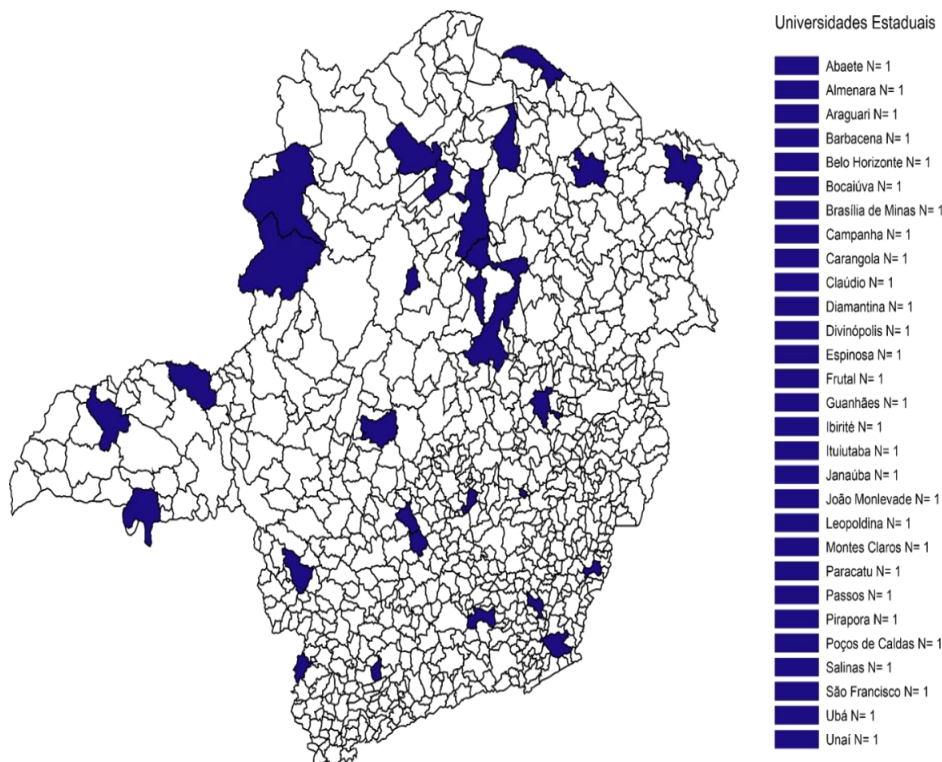 Universidades Estaduais
Abaete N= 1
Almenara N= 1
Araguari N= 1
Barbacena N= 1
Belo Horizonte N= 1
Bocaiúva N= 1
Brasília de Minas N= 1
Campanha N= 1
Carangola N= 1
Claúdio N= 1
Diamantina N= 1
Divinópolis N= 1
Espinosa N= 1
Frutal N= 1
Guanhães N= 1
Ibirité N= 1
Ituiutaba N= 1
Janaúba N= 1
João Monlevade N= 1
Leopoldina N= 1
Montes Claros N= 1
Paracatu N= 1
Passos N= 1
Pirapora N= 1
Poços de Caldas N= 1
Salinas N= 1
São Francisco N= 1
Ubá N= 1
Unaí N= 1